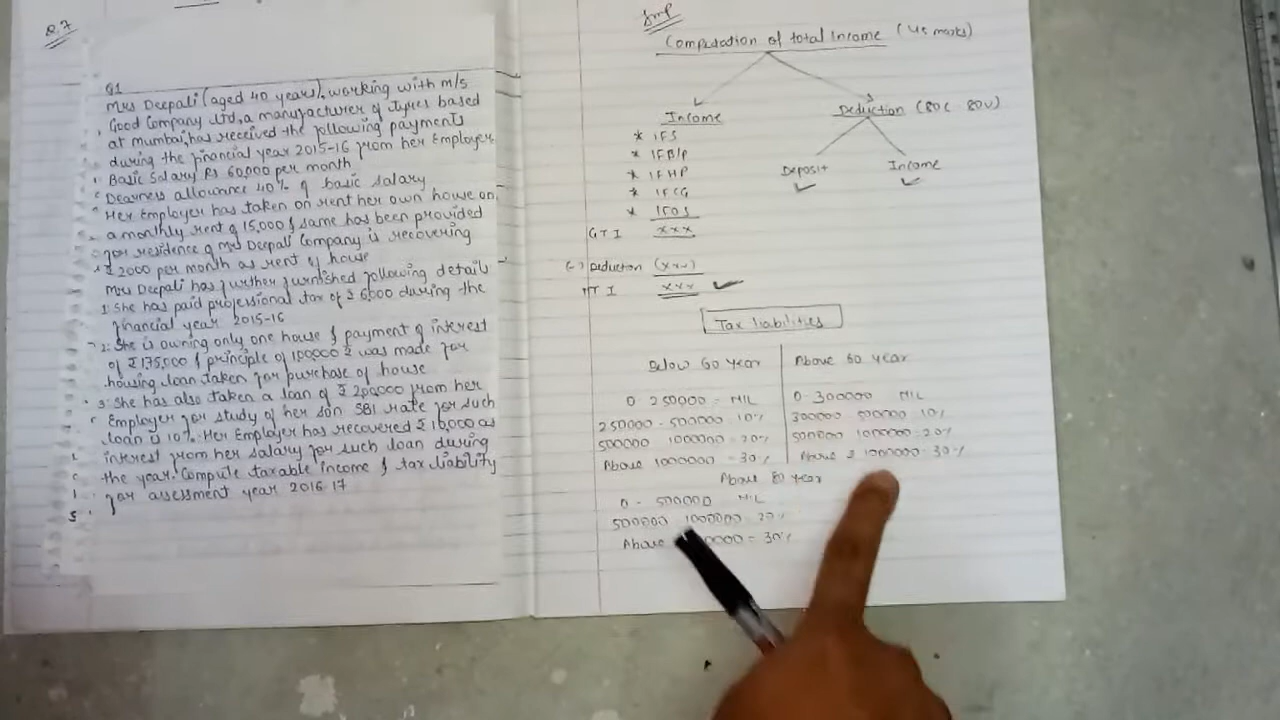 Q.7
Q1
Mrs Deepali (aged 40 years), working with m/s
Good Company Ltd, a manufacturer of Tyres based
at mumbai, has received the following payments
during the financial year 2015-16 from her Employer
Basic Salary Rs 60,000 per month
Dearness allowance 40% of basic salary
Her Employer has taken on rent her own house on
a monthly rent of 15,000 & same has been provided
for residence of Mrs Deepali Company is recovering
₹ 2000 per month as rent of house
Mrs Deepali has further furnished following detail
1. She has paid professional tax of ₹ 6000 during the
financial year 2015-16
2. She is owning only one house & payment of interest
of ₹ 175,000 & principle of 100,000 ₹ was made for
housing loan taken for purchase of house
3. She has also taken a loan of ₹ 200,000 from her
Employer for study of her son SBI rate for such
loan is 10%. Her Employer has recovered ₹ 10,000 as
interest from her salary for such loan during
the year. Compute taxable income & tax liability
for assesment year 2016-17
Imp
Computation of total Income (45 marks)
Income
Deduction (80C - 80U)
* IFS
* IFB/P
* IFHP
* IFCG
* IFOS
Deposit
Income
GTI xxx
(-) Deduction (xxx)
TI xxx
Tax liabilities
Below 60 year
0 250000 = NIL
250000 - 500000 10%
500000 1000000 = 20%
Above 1000000 = 30%
Above 60 year
0-300000 NIL
300000 500000 10%
500000 1000000 = 20%
Above 1000000 = 30%
Above 80 year
0 - 500000 NIL
500000 1000000 20%
Above = 30%